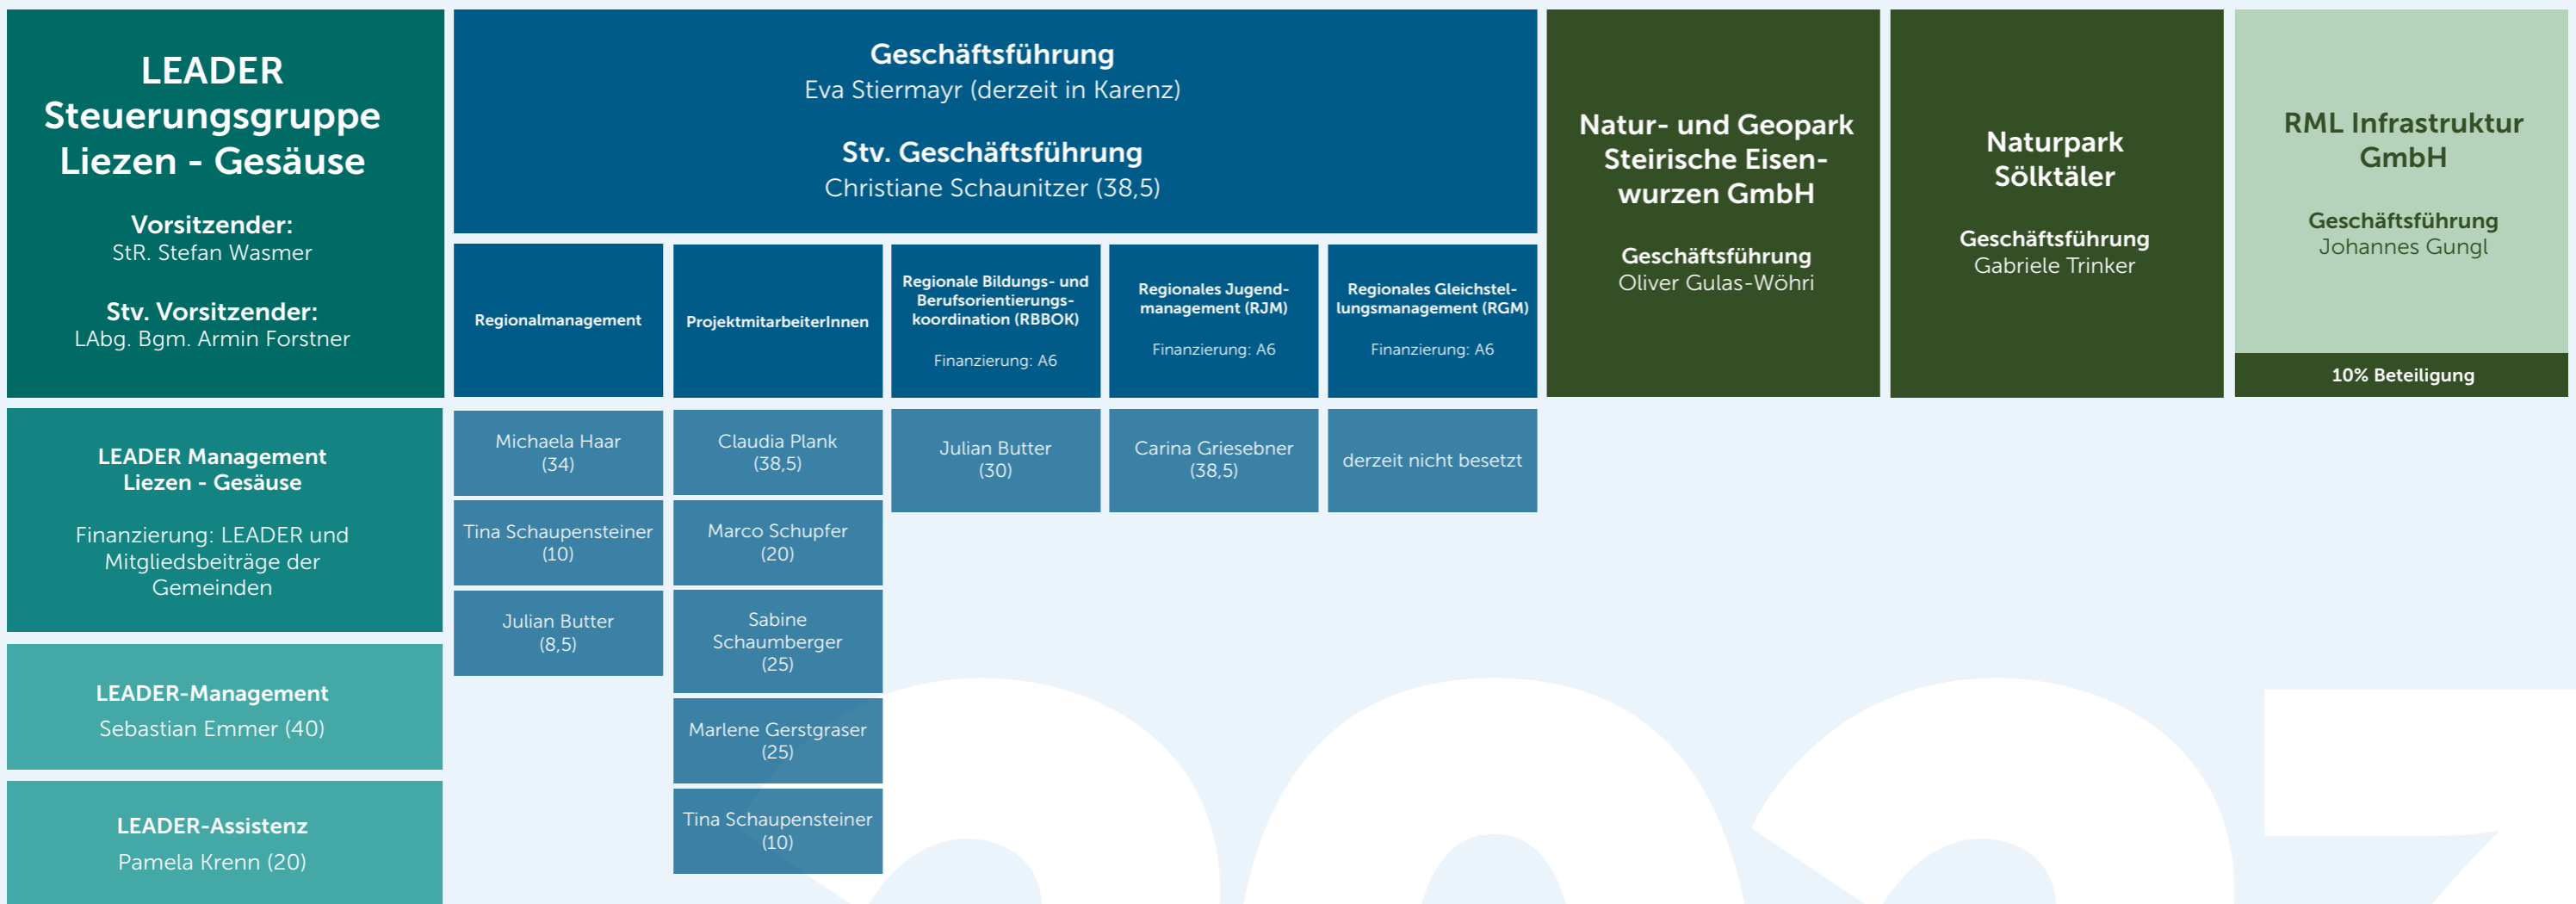 LEADER
Steuerungsgruppe
Liezen - Gesäuse
Vorsitzender:
StR. Stefan Wasmer
Stv. Vorsitzender:
LAbg. Bgm. Armin Forstner
LEADER Management
Liezen - Gesäuse
Finanzierung: LEADER und
Mitgliedsbeiträge der
Gemeinden
LEADER-Management
Sebastian Emmer (40)
LEADER-Assistenz
Pamela Krenn (20)
Geschäftsführung
Eva Stiermayr (derzeit in Karenz)
Stv. Geschäftsführung
Christiane Schaunitzer (38,5)
Regionalmanagement
Michaela Haar
(34)
Tina Schaupensteiner
(10)
Julian Butter
(8,5)
ProjektmitarbeiterInnen
Claudia Plank
(38,5)
Marco Schupfer
(20)
Sabine
Schaumberger
(25)
Marlene Gerstgraser
(25)
Tina Schaupensteiner
(10)
Regionale Bildungs- und
Berufsorientierungs-
koordination (RBBOK)
Finanzierung: A6
Julian Butter
(30)
Regionales Jugend-
management (RJM)
Finanzierung: A6
Carina Griesebner
(38,5)
Regionales Gleichstel-
lungsmanagement (RGM)
Finanzierung: A6
derzeit nicht besetzt
Natur- und Geopark
Steirische Eisen-
wurzen GmbH
Geschäftsführung
Oliver Gulas-Wöhri
Naturpark
Sölktäler
Geschäftsführung
Gabriele Trinker
RML Infrastruktur
GmbH
Geschäftsführung
Johannes Gungl
10% Beteiligung